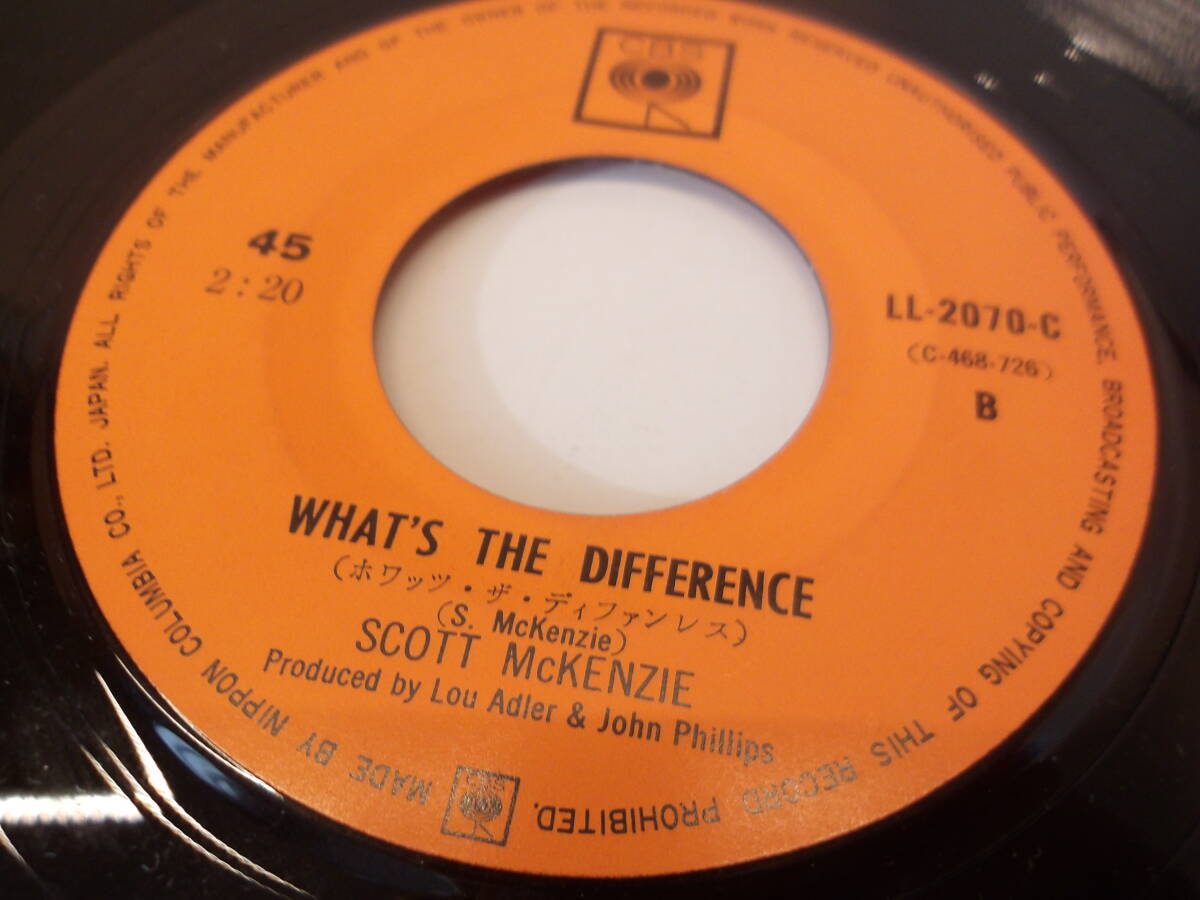 CBS
45
2:20
LL-2070-C
(C-468-726)
B
WHAT'S THE DIFFERENCE
(ホワッツ・ザ・ディファンレス)
(S. McKenzie)
SCOTT McKENZIE
Produced by Lou Adler & John Phillips
MADE BY NIPPON COLUMBIA CO., LTD. JAPAN. ALL RIGHTS OF THE MANUFACTURER AND OF THE OWNER OF THE RECORDED WORK RESERVED UNAUTHORISED PUBLIC PERFORMANCE, BROADCASTING AND COPYING OF THIS RECORD PROHIBITED.
CBS